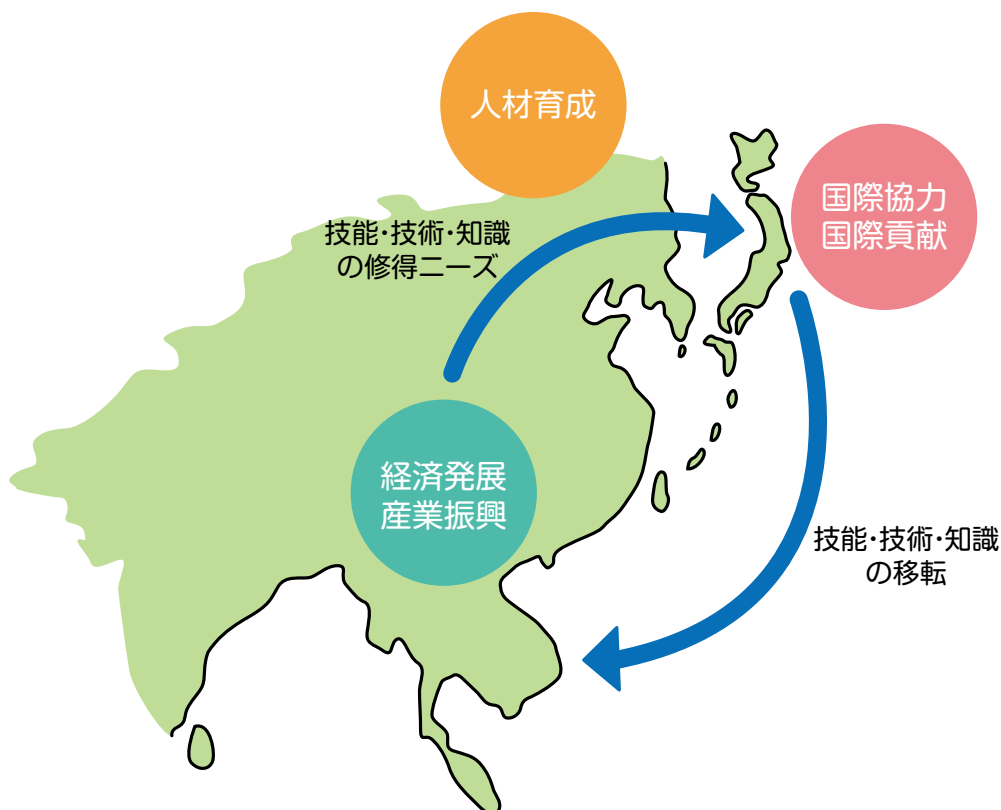 人材育成
国際協力
国際貢献
技能・技術・知識
の修得ニーズ
経済発展
産業振興
技能・技術・知識
の移転